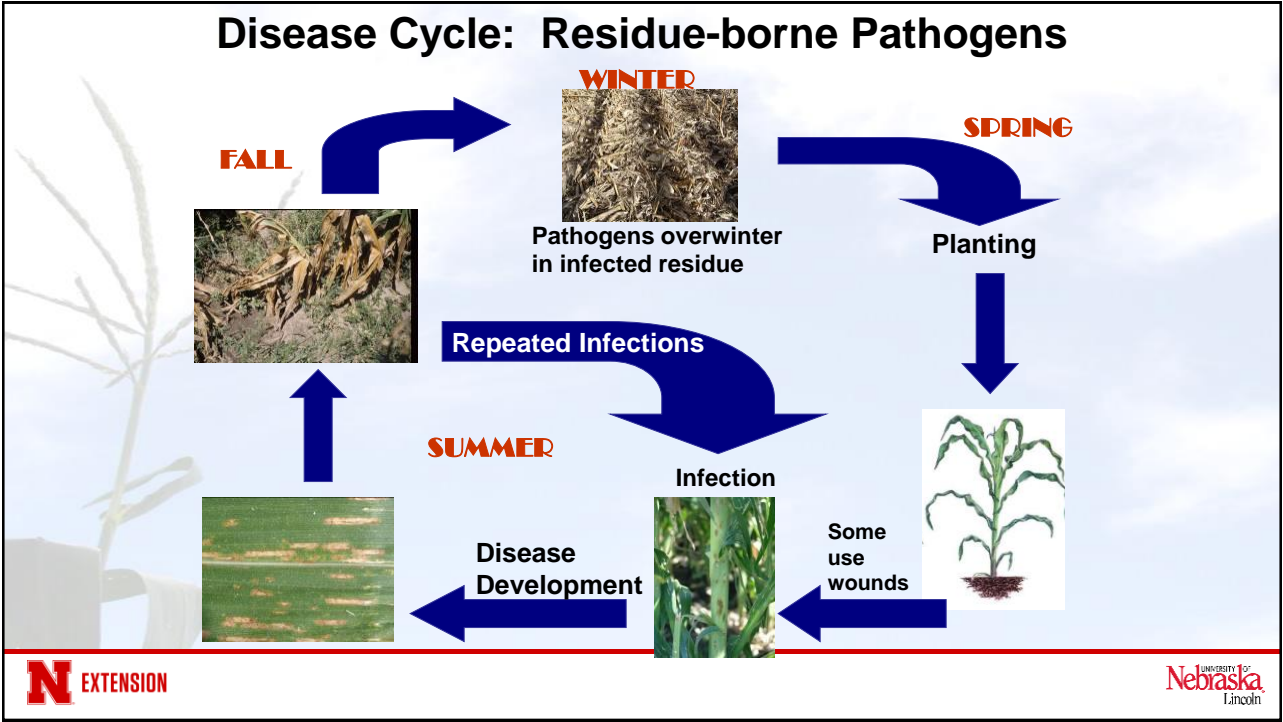 Disease Cycle: Residue-borne Pathogens
WINTER
SPRING
FALL
Pathogens overwinter
in infected residue
Planting
Repeated Infections
SUMMER
Infection
Some
use
wounds
Disease
Development
N EXTENSION
UNIVERSITY OF
Nebraska
Lincoln